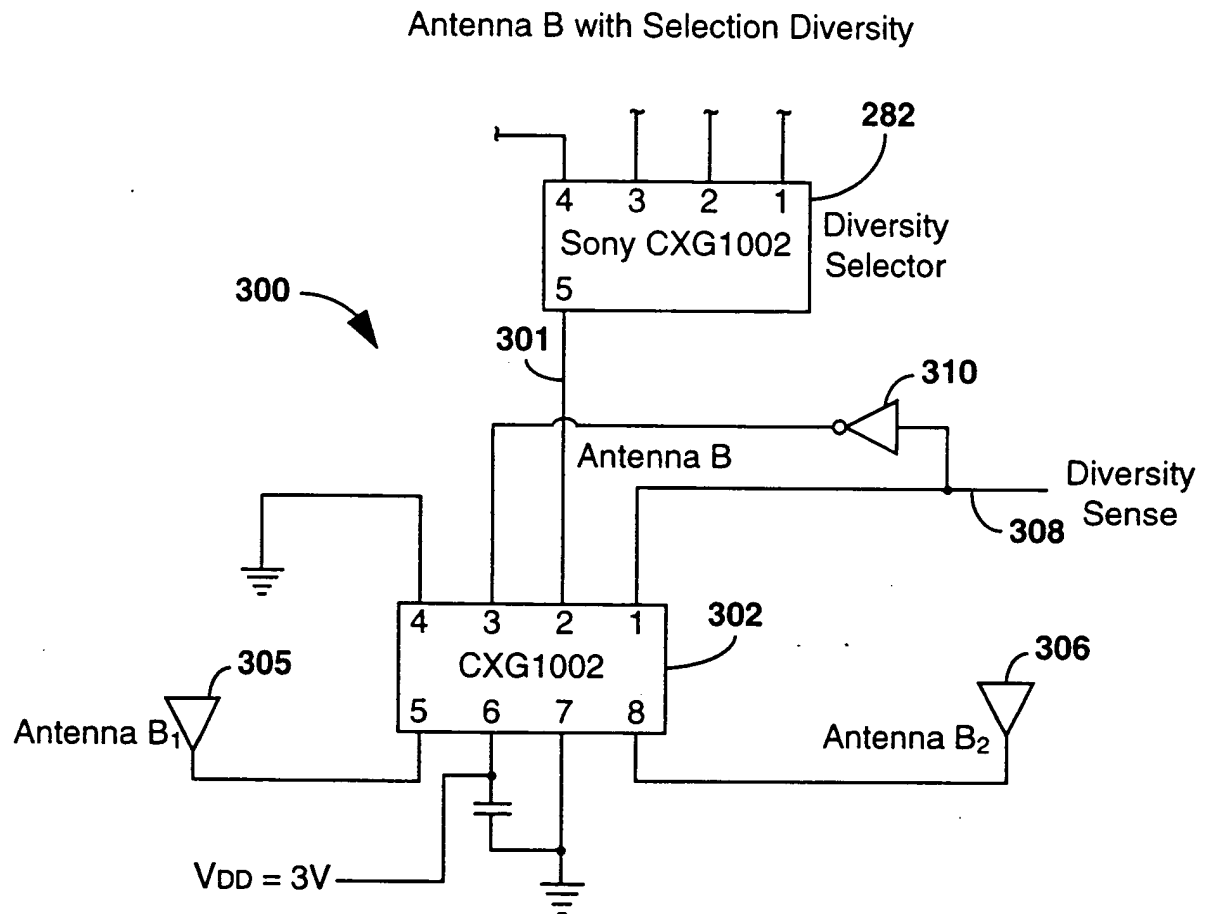 Antenna B with Selection Diversity
282
4 3 2 1
Sony CXG1002
5
Diversity
Selector
300
301
310
Antenna B
Diversity
Sense
308
4 3 2 1
302
CXG1002
5 6 7 8
305
Antenna B1
306
Antenna B2
VDD = 3V